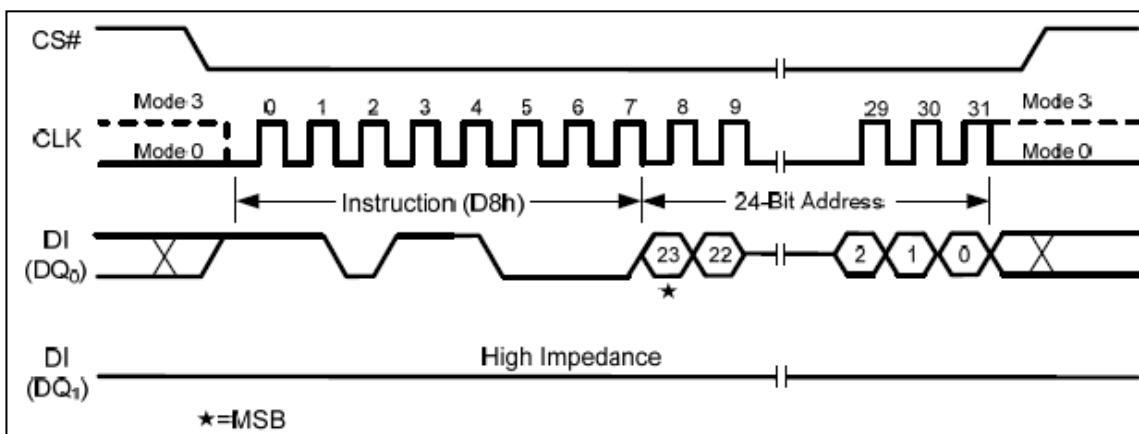 CS#
Mode 3 0 1 2 3 4 5 6 7 8 9 29 30 31 Mode 3
CLK
Mode 0 Mode 0
Instruction (D8h) 24-Bit Address
DI
(DQ₀) 23 22 2 1 0
★
DI High Impedance
(DQ₁)
★=MSB